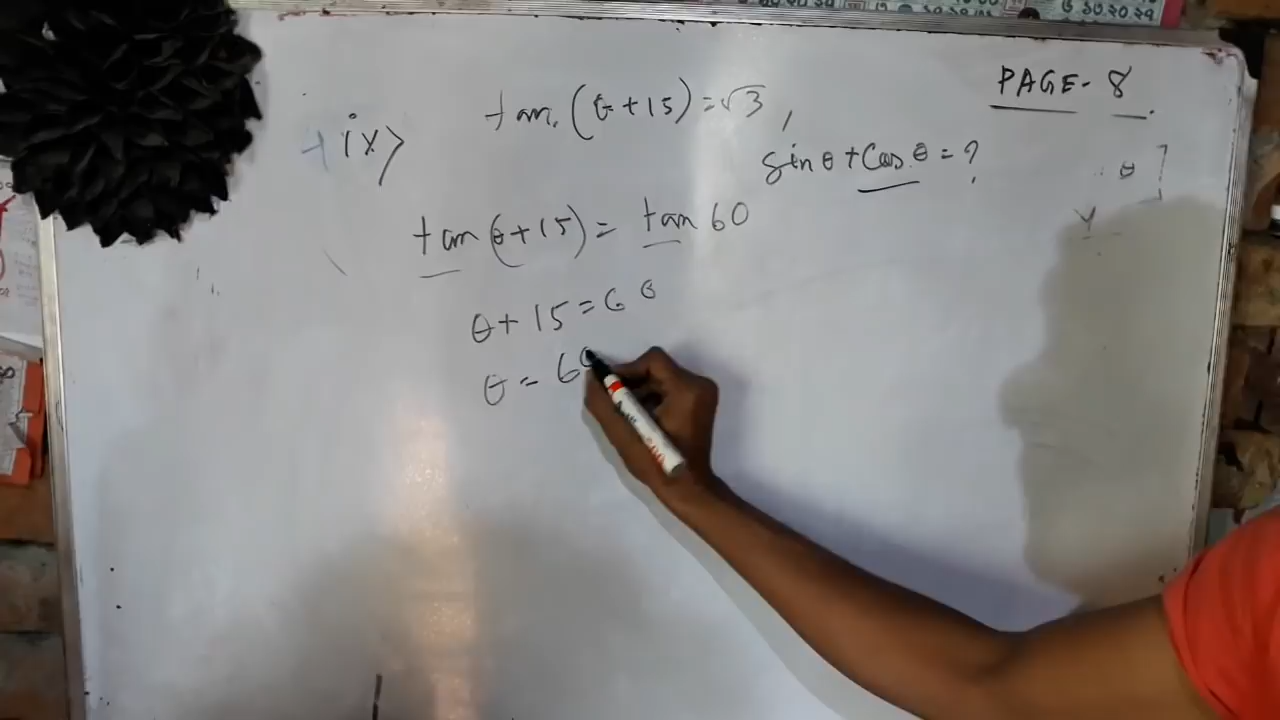 PAGE- 8
ix> tan. (θ+15)=√3,
sin θ + Cos. θ = ?
θ
tan (θ+15) = tan 60
θ+ 15 = 60
θ = 60